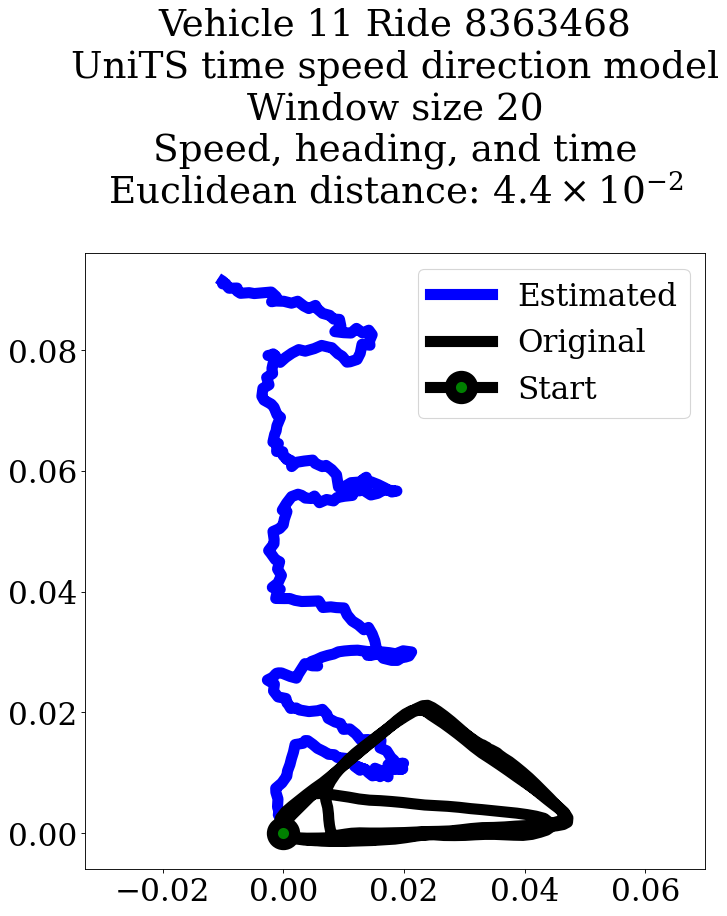 Vehicle 11 Ride 8363468
UniTS time speed direction model
Window size 20
Speed, heading, and time
Euclidean distance: 4.4 × 10⁻²
Estimated
Original
Start
0.08
0.06
0.04
0.02
0.00
−0.02 0.00 0.02 0.04 0.06